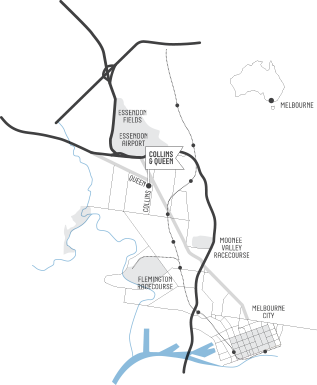 MELBOURNE
ESSENDON
FIELDS
ESSENDON
AIRPORT
COLLINS
& QUEEN
QUEEN
COLLINS
MOONEE
VALLEY
RACECOURSE
FLEMINGTON
RACECOURSE
MELBOURNE
CITY